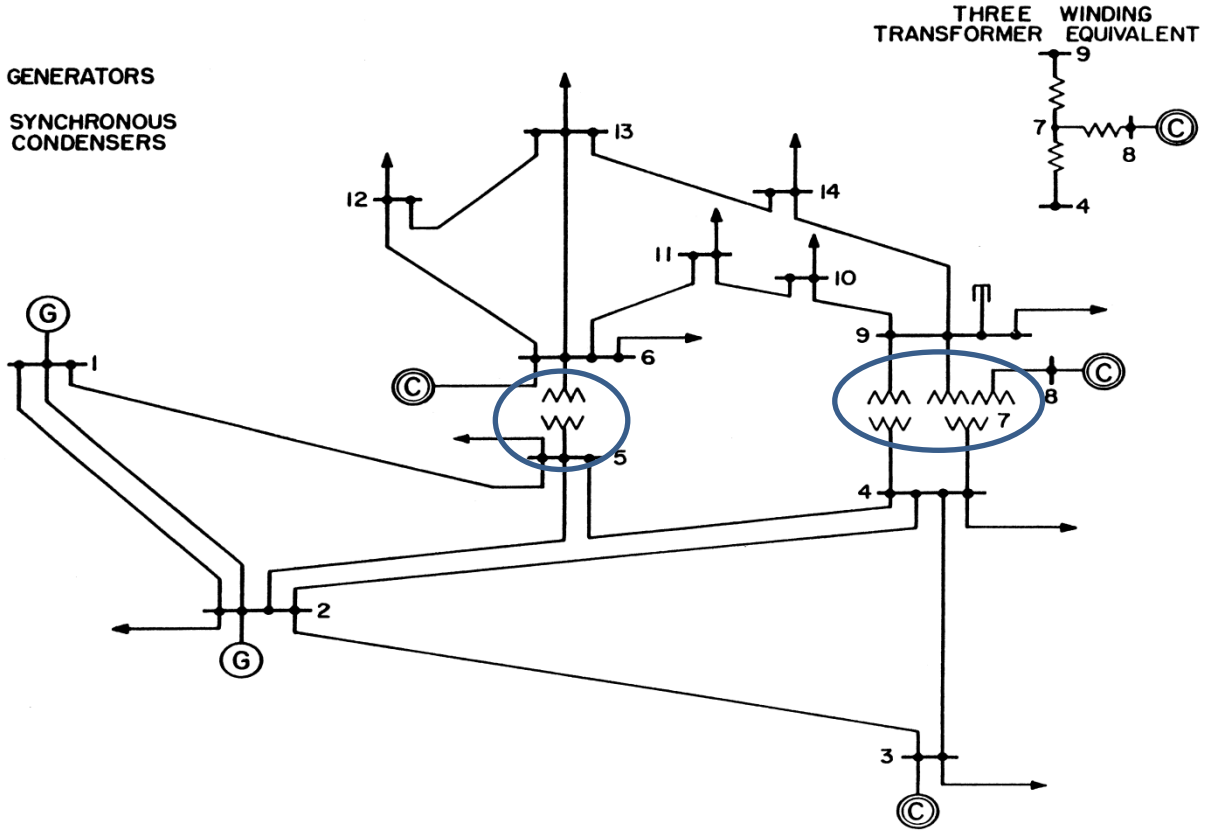 THREE WINDING
TRANSFORMER EQUIVALENT
9
GENERATORS
SYNCHRONOUS
CONDENSERS
13
7
C
8
12
14
4
11
10
G
9
1
6
C
C
8
7
5
4
2
G
3
C